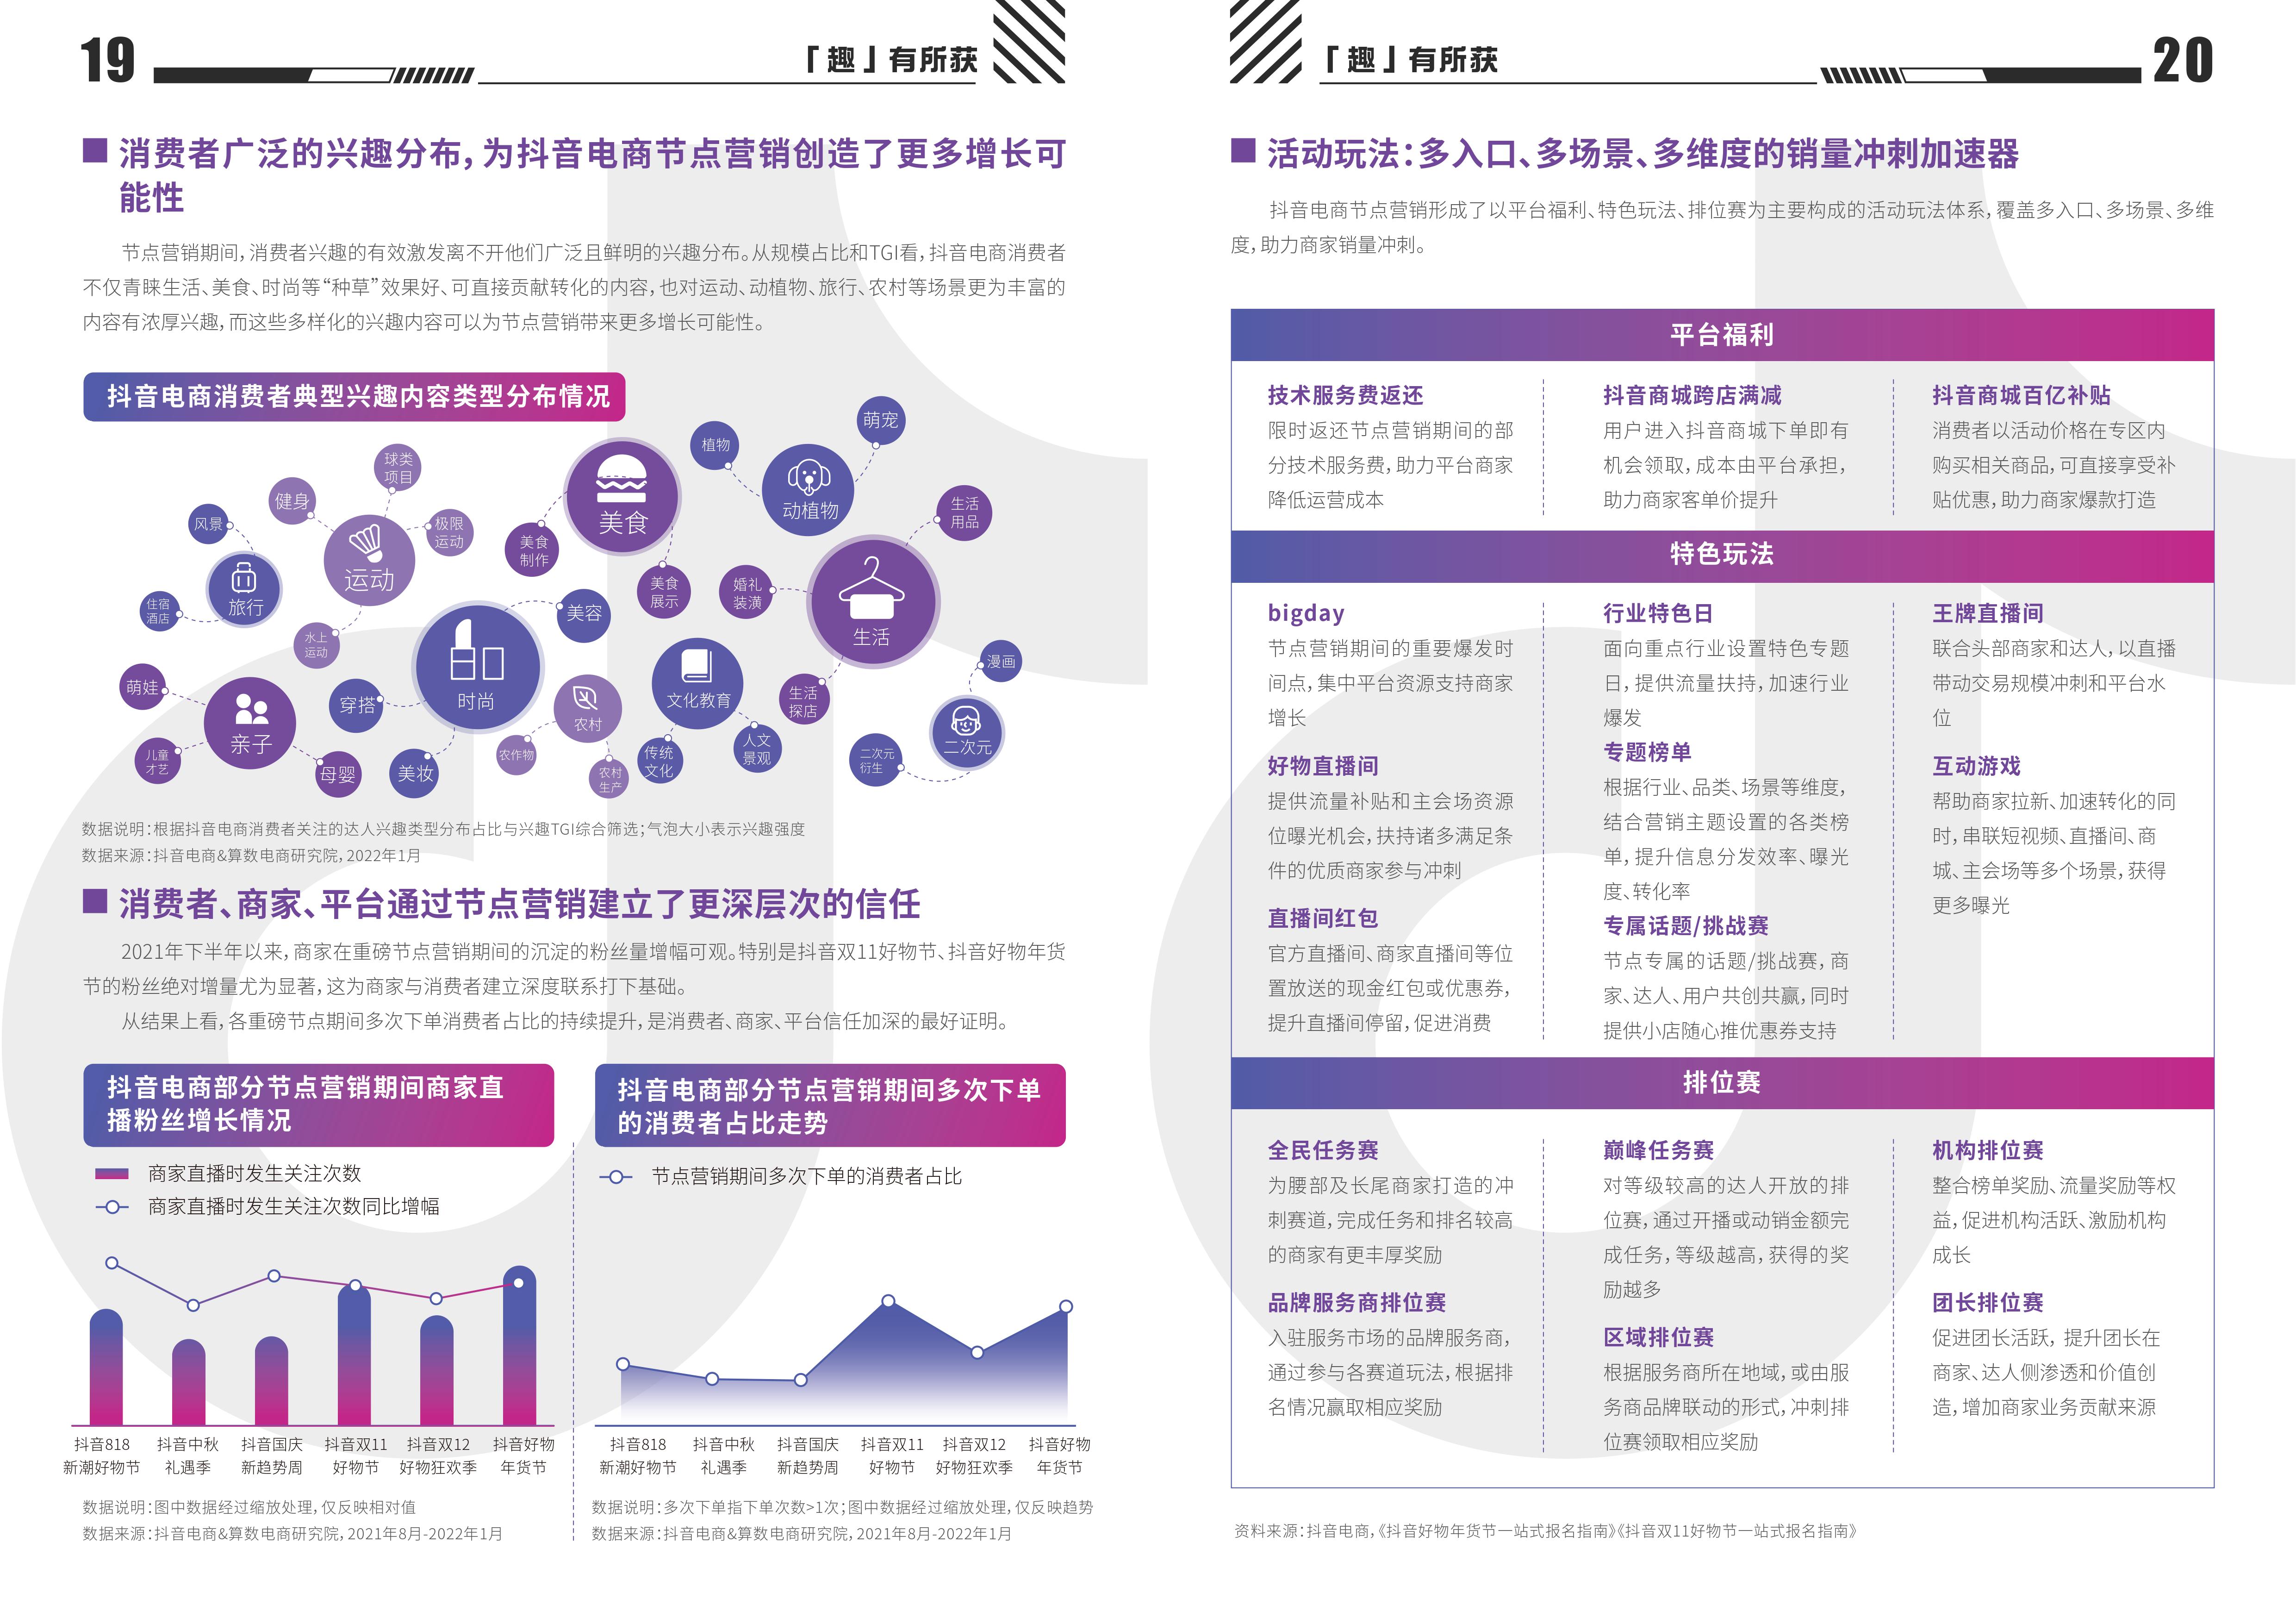 19
「趣」有所获
消费者广泛的兴趣分布，为抖音电商节点营销创造了更多增长可
能性
节点营销期间，消费者兴趣的有效激发离不开他们广泛且鲜明的兴趣分布。从规模占比和TGI看，抖音电商消费者
不仅青睐生活、美食、时尚等“种草”效果好、可直接贡献转化的内容，也对运动、动植物、旅行、农村等场景更为丰富的
内容有浓厚兴趣，而这些多样化的兴趣内容可以为节点营销带来更多增长可能性。
抖音电商消费者典型兴趣内容类型分布情况
球类
项目
健身
极限
运动
运动
水上
运动
风景
旅行
住宿
酒店
美食
美食
制作
美食
展示
植物
萌宠
动植物
生活
用品
婚礼
装潢
生活
生活
探店
美容
时尚
穿搭
美妆
萌娃
亲子
儿童
才艺
母婴
农村
农作物
农村
生产
文化教育
传统
文化
人文
景观
漫画
二次元
二次元
衍生
数据说明：根据抖音电商消费者关注的达人兴趣类型分布占比与兴趣TGI综合筛选；气泡大小表示兴趣强度
数据来源：抖音电商&算数电商研究院，2022年1月
消费者、商家、平台通过节点营销建立了更深层次的信任
2021年下半年以来，商家在重磅节点营销期间的沉淀的粉丝量增幅可观。特别是抖音双11好物节、抖音好物年货
节的粉丝绝对增量尤为显著，这为商家与消费者建立深度联系打下基础。
从结果上看，各重磅节点期间多次下单消费者占比的持续提升，是消费者、商家、平台信任加深的最好证明。
抖音电商部分节点营销期间商家直
播粉丝增长情况
商家直播时发生关注次数
商家直播时发生关注次数同比增幅
抖音818 抖音中秋 抖音国庆 抖音双11 抖音双12 抖音好物
新潮好物节 礼遇季 新趋势周 好物节 好物狂欢季 年货节
数据说明：图中数据经过缩放处理，仅反映相对值
数据来源：抖音电商&算数电商研究院，2021年8月-2022年1月
抖音电商部分节点营销期间多次下单
的消费者占比走势
节点营销期间多次下单的消费者占比
抖音818 抖音中秋 抖音国庆 抖音双11 抖音双12 抖音好物
新潮好物节 礼遇季 新趋势周 好物节 好物狂欢季 年货节
数据说明：多次下单指下单次数>1次；图中数据经过缩放处理，仅反映趋势
数据来源：抖音电商&算数电商研究院，2021年8月-2022年1月
「趣」有所获
20
活动玩法：多入口、多场景、多维度的销量冲刺加速器
抖音电商节点营销形成了以平台福利、特色玩法、排位赛为主要构成的活动玩法体系，覆盖多入口、多场景、多维
度，助力商家销量冲刺。
平台福利
技术服务费返还
限时返还节点营销期间的部
分技术服务费，助力平台商家
降低运营成本
抖音商城跨店满减
用户进入抖音商城下单即有
机会领取，成本由平台承担，
助力商家客单价提升
抖音商城百亿补贴
消费者以活动价格在专区内
购买相关商品，可直接享受补
贴优惠，助力商家爆款打造
特色玩法
bigday
节点营销期间的重要爆发时
间点，集中平台资源支持商家
增长
好物直播间
提供流量补贴和主会场资源
位曝光机会，扶持诸多满足条
件的优质商家参与冲刺
直播间红包
官方直播间、商家直播间等位
置放送的现金红包或优惠券，
提升直播间停留，促进消费
行业特色日
面向重点行业设置特色专题
日，提供流量扶持，加速行业
爆发
专题榜单
根据行业、品类、场景等维度，
结合营销主题设置的各类榜
单，提升信息分发效率、曝光
度、转化率
专属话题/挑战赛
节点专属的话题/挑战赛，商
家、达人、用户共创共赢，同时
提供小店随心推优惠券支持
王牌直播间
联合头部商家和达人，以直播
带动交易规模冲刺和平台水
位
互动游戏
帮助商家拉新、加速转化的同
时，串联短视频、直播间、商
城、主会场等多个场景，获得
更多曝光
排位赛
全民任务赛
为腰部及长尾商家打造的冲
刺赛道，完成任务和排名较高
的商家有更丰厚奖励
品牌服务商排位赛
入驻服务市场的品牌服务商，
通过参与各赛道玩法，根据排
名情况赢取相应奖励
巅峰任务赛
对等级较高的达人开放的排
位赛，通过开播或动销金额完
成任务，等级越高，获得的奖
励越多
区域排位赛
根据服务商所在地域，或由服
务商品牌联动的形式，冲刺排
位赛领取相应奖励
机构排位赛
整合榜单奖励、流量奖励等权
益，促进机构活跃、激励机构
成长
团长排位赛
促进团长活跃，提升团长在
商家、达人侧渗透和价值创
造，增加商家业务贡献来源
资料来源：抖音电商，《抖音好物年货节一站式报名指南》《抖音双11好物节一站式报名指南》